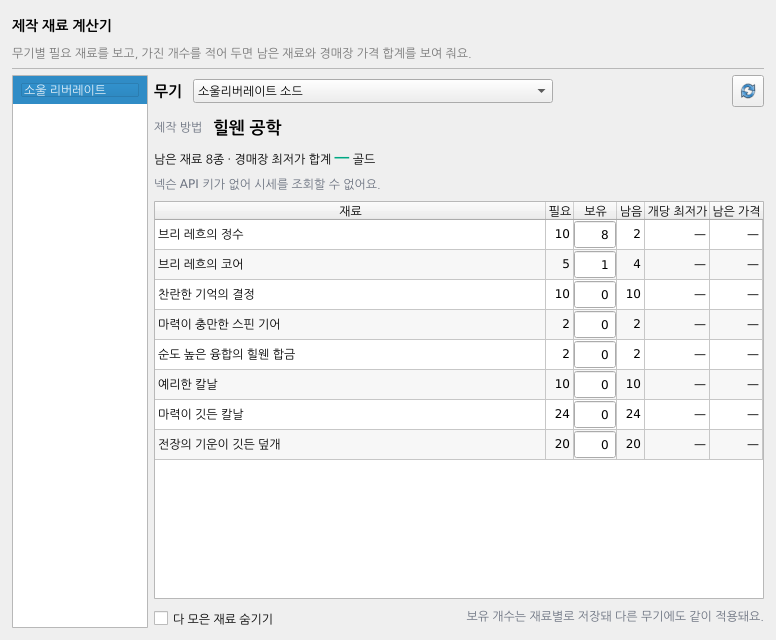 제작 재료 계산기
무기별 필요 재료를 보고, 가진 개수를 적어 두면 남은 재료와 경매장 가격 합계를 보여 줘요.
소울 리버레이트
무기 소울리버레이트 소드
제작 방법 힐웬 공학
남은 재료 8종 · 경매장 최저가 합계 — 골드
넥슨 API 키가 없어 시세를 조회할 수 없어요.
재료 필요 보유 남음 개당 최저가 남은 가격
브리 레흐의 정수 10 8 2 — —
브리 레흐의 코어 5 1 4 — —
찬란한 기억의 결정 10 0 10 — —
마력이 충만한 스핀 기어 2 0 2 — —
순도 높은 융합의 힐웬 합금 2 0 2 — —
예리한 칼날 10 0 10 — —
마력이 깃든 칼날 24 0 24 — —
전장의 기운이 깃든 덮개 20 0 20 — —
다 모은 재료 숨기기
보유 개수는 재료별로 저장돼 다른 무기에도 같이 적용돼요.